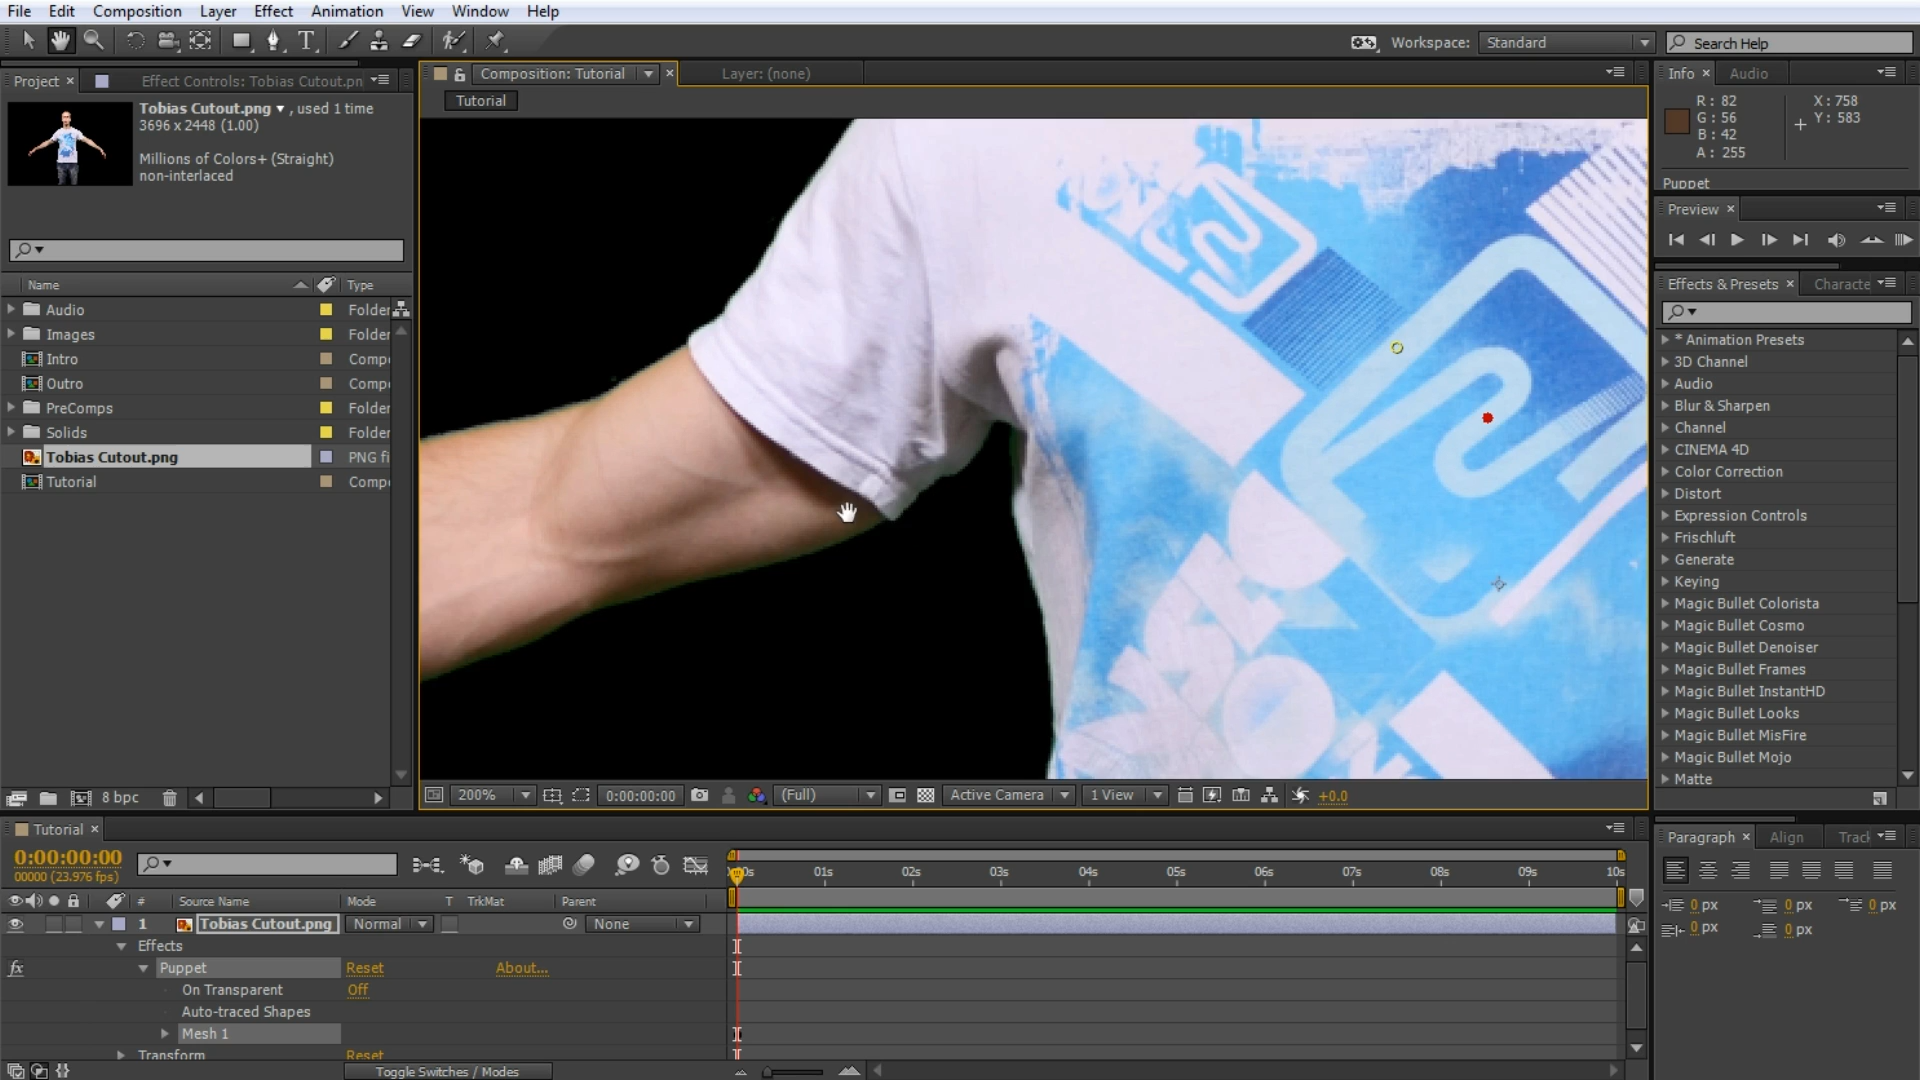 File Edit Composition Layer Effect Animation View Window Help
Workspace: Standard Search Help
Project × Effect Controls: Tobias Cutout.pn
Tobias Cutout.png ▾ , used 1 time
3696 x 2448 (1.00)
Millions of Colors+ (Straight)
non-interlaced
Name Type
Audio Folder
Images Folder
Intro Compo
Outro Compo
PreComps Folder
Solids Folder
Tobias Cutout.png PNG fi
Tutorial Compo
8 bpc
Composition: Tutorial × Layer: (none)
Tutorial
200% 0:00:00:00 (Full) Active Camera 1 View +0.0
Info × Audio
R : 82 X : 758
G : 56 Y : 583
B : 42
A : 255
Puppet
Preview ×
Effects & Presets × Characte
* Animation Presets
3D Channel
Audio
Blur & Sharpen
Channel
CINEMA 4D
Color Correction
Distort
Expression Controls
Frischluft
Generate
Keying
Magic Bullet Colorista
Magic Bullet Cosmo
Magic Bullet Denoiser
Magic Bullet Frames
Magic Bullet InstantHD
Magic Bullet Looks
Magic Bullet MisFire
Magic Bullet Mojo
Matte
Tutorial ×
0:00:00:00
00000 (23.976 fps)
01s 02s 03s 04s 05s 06s 07s 08s 09s 10s
# Source Name Mode T TrkMat Parent
1 Tobias Cutout.png Normal None
Effects
fx Puppet Reset About...
On Transparent Off
Auto-traced Shapes
Mesh 1
Transform Reset
Toggle Switches / Modes
Paragraph × Align Track
0 px 0 px 0 px
0 px 0 px